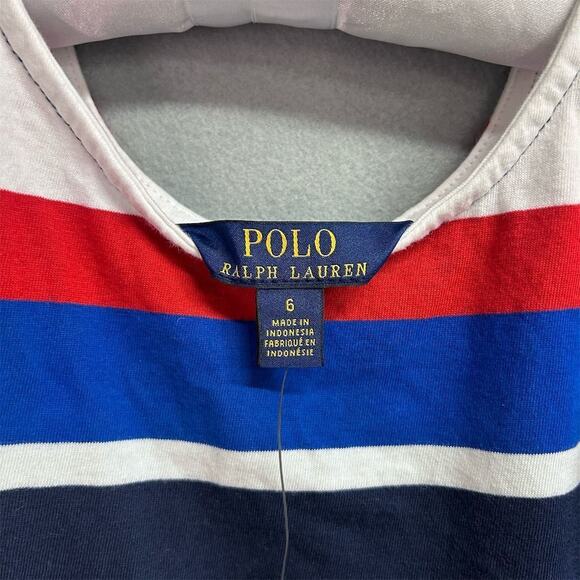 POLO
RALPH LAUREN
6
MADE IN
INDONESIA
FABRIQUÉ EN
INDONÉSIE